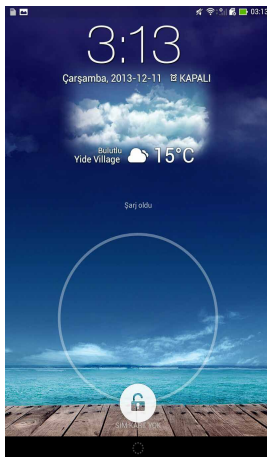 03:13
3:13
Çarşamba, 2013-12-11 KAPALI
Bulutlu
Yide Village 15°C
Şarj oldu
SIM KART YOK